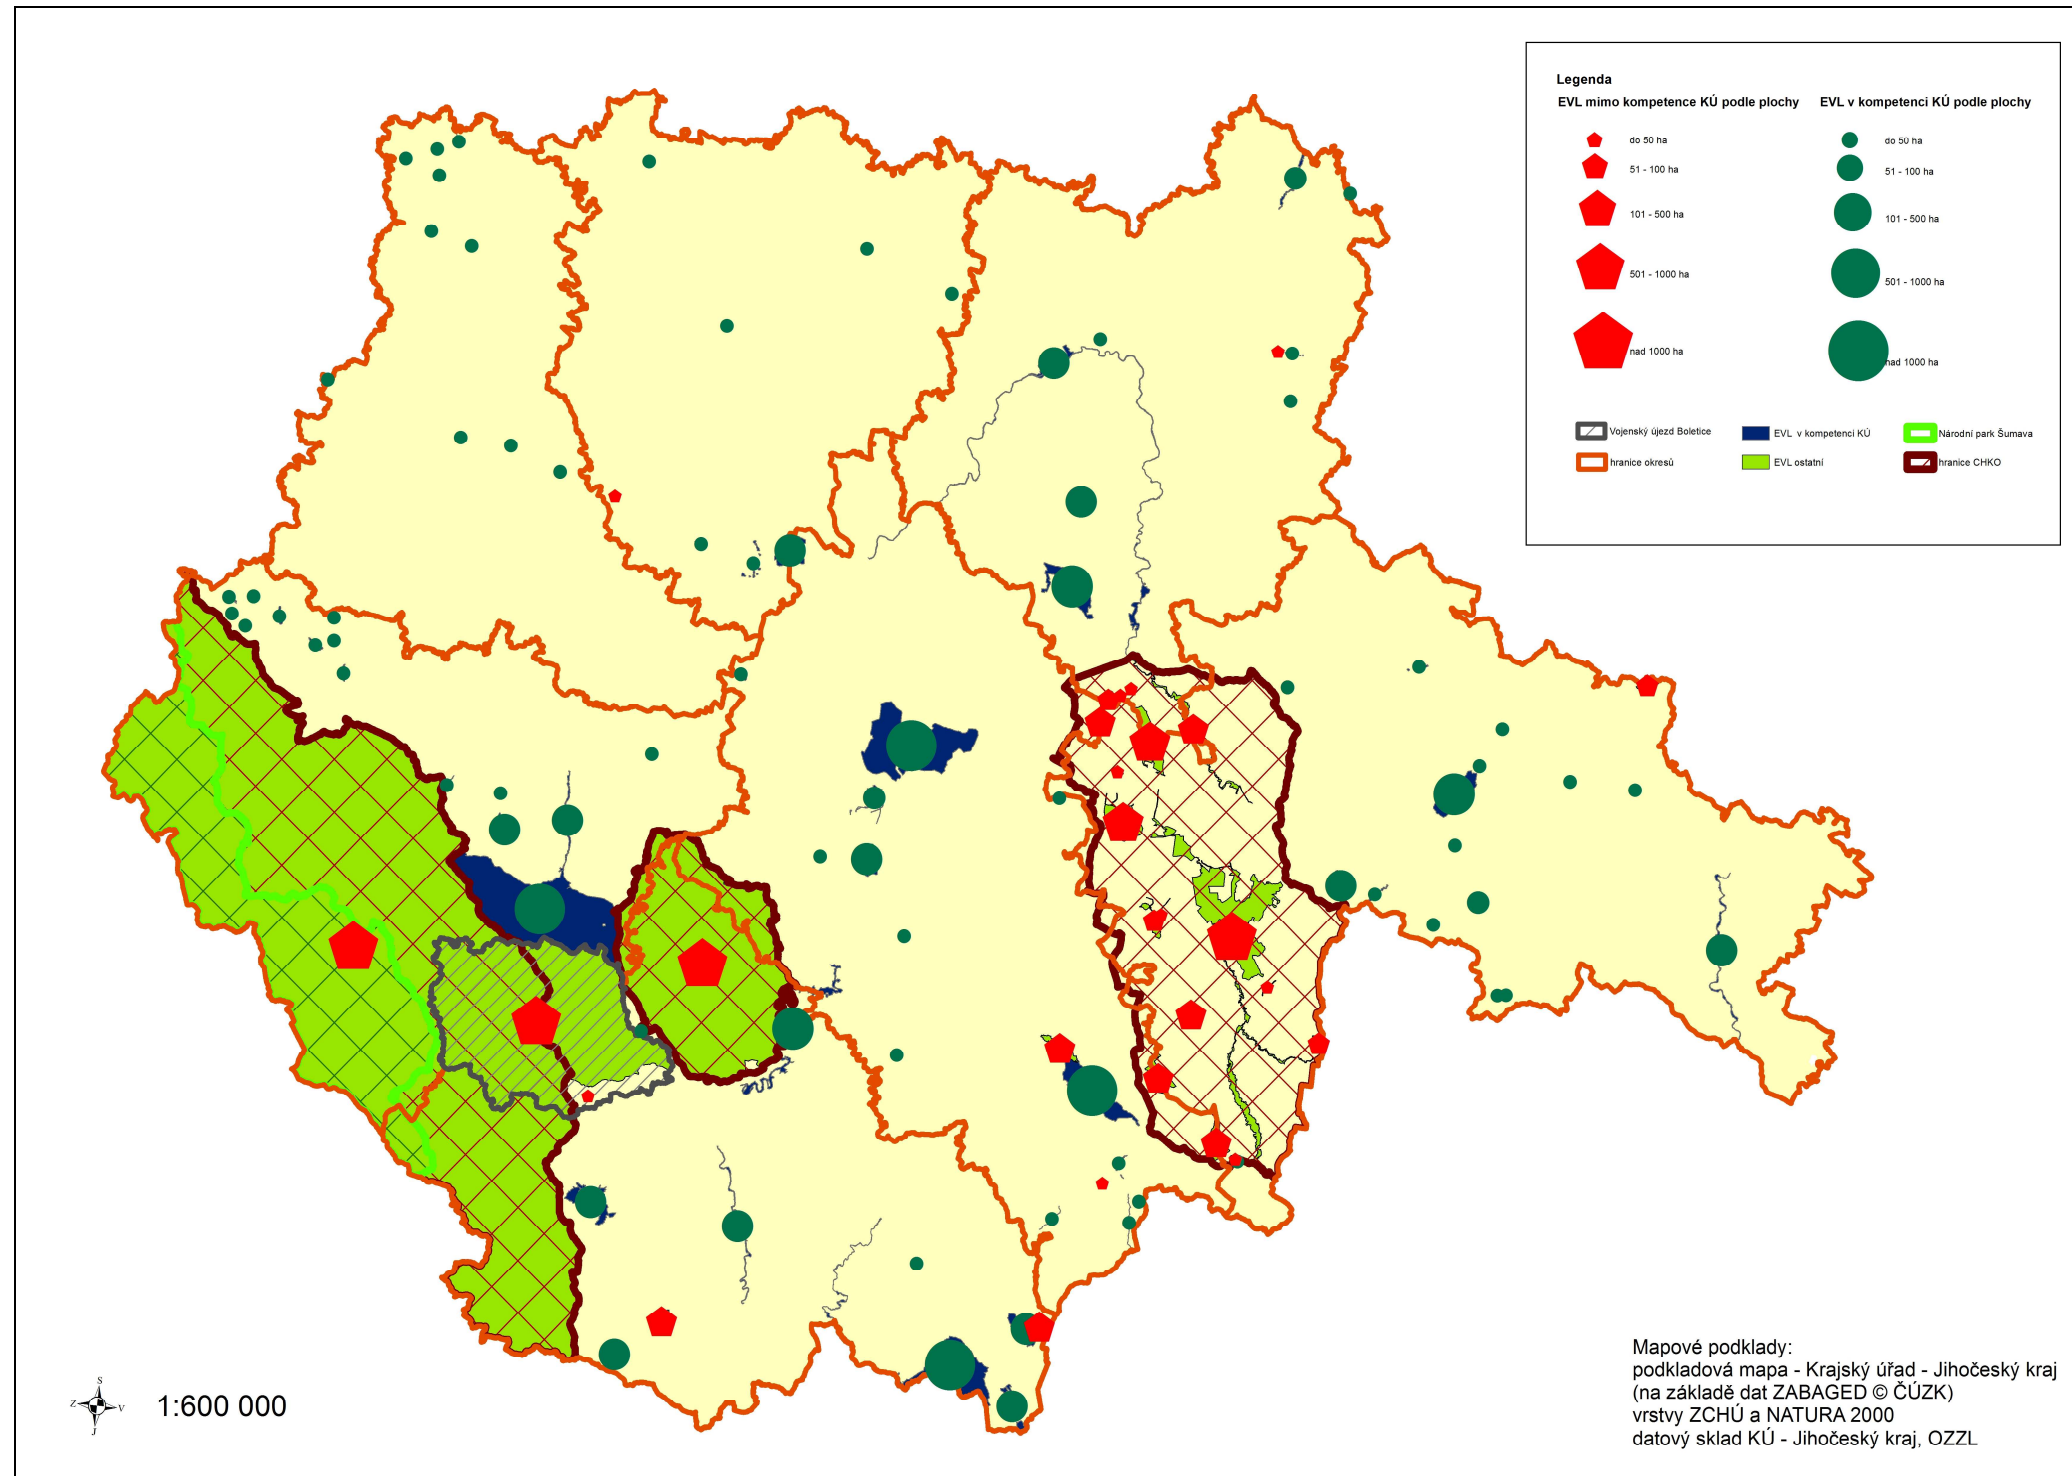 Legenda
EVL mimo kompetence KÚ podle plochy
do 50 ha
51 - 100 ha
101 - 500 ha
501 - 1000 ha
nad 1000 ha
EVL v kompetenci KÚ podle plochy
do 50 ha
51 - 100 ha
101 - 500 ha
501 - 1000 ha
nad 1000 ha
Vojenský újezd Boletice
hranice okresů
EVL v kompetenci KÚ
EVL ostatní
Národní park Šumava
hranice CHKO
S
Z V
J
1:600 000
Mapové podklady:
podkladová mapa - Krajský úřad - Jihočeský kraj
(na základě dat ZABAGED © ČÚZK)
vrstvy ZCHÚ a NATURA 2000
datový sklad KÚ - Jihočeský kraj, OZZL